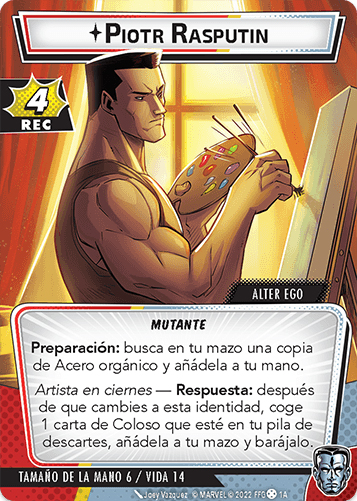 PIOTR RASPUTIN
4
REC
ALTER EGO
MUTANTE
Preparación: busca en tu mazo una copia
de Acero orgánico y añádela a tu mano.
Artista en ciernes — Respuesta: después
de que cambies a esta identidad, coge
1 carta de Coloso que esté en tu pila de
descartes, añádela a tu mazo y barájalo.
TAMAÑO DE LA MANO 6 / VIDA 14
Joey Vazquez © MARVEL © 2022 FFG 1A